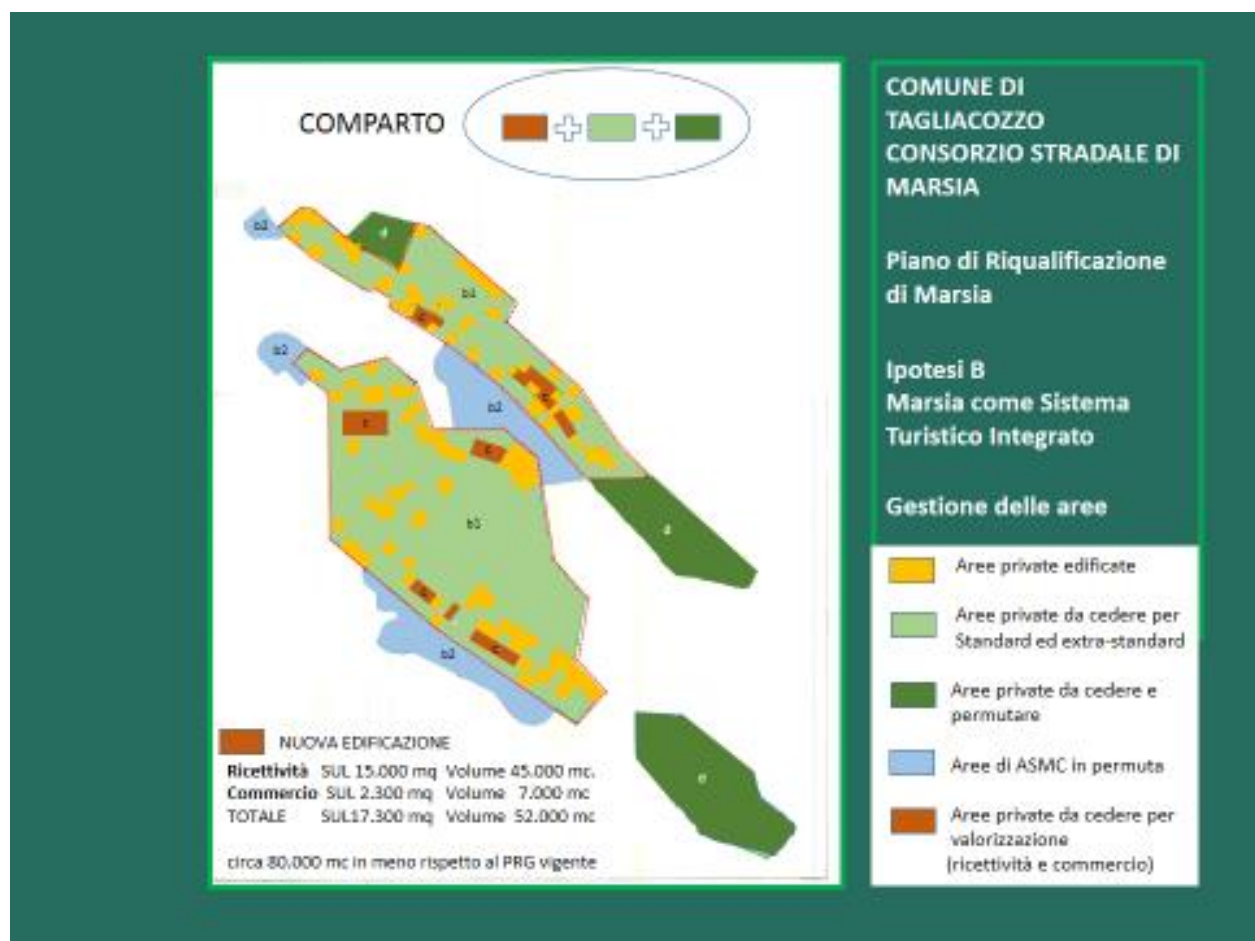 COMPARTO
b2
b1
b2
b2
c
c
b1
c
b2
NUOVA EDIFICAZIONE
Ricettività SUL 15.000 mq Volume 45.000 mc.
Commercio SUL 2.300 mq Volume 7.000 mc
TOTALE SUL17.300 mq Volume 52.000 mc
circa 80.000 mc in meno rispetto al PRG vigente
COMUNE DI
TAGLIACOZZO
CONSORZIO STRADALE DI
MARSIA
Piano di Riqualificazione
di Marsia
Ipotesi B
Marsia come Sistema
Turistico Integrato
Gestione delle aree
Aree private edificate
Aree private da cedere per
Standard ed extra-standard
Aree private da cedere e
permutare
Aree di ASMC in permuta
Aree private da cedere per
valorizzazione
(ricettività e commercio)